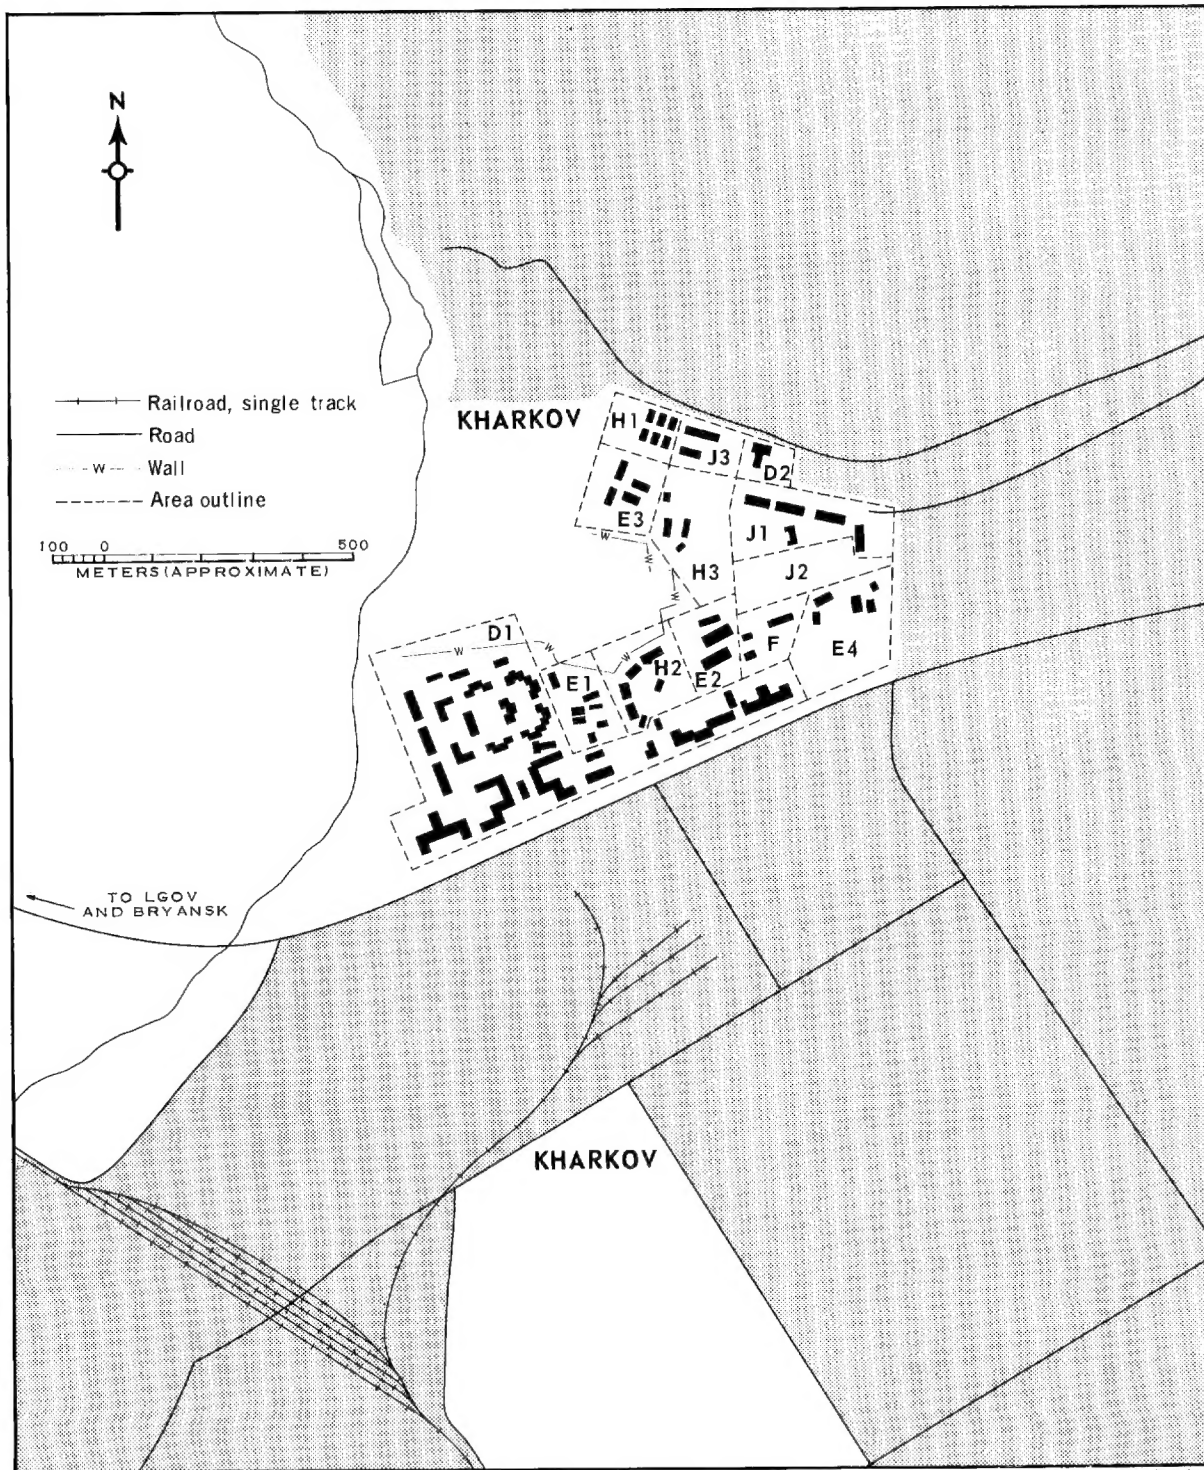 N
Railroad, single track
Road
W Wall
Area outline
100 0 500
METERS (APPROXIMATE)
KHARKOV
H1
J3
D2
E3
W
J1
W
H3
J2
W
D1
W
W
W
H2
F
E1
E2
E4
TO LGOV
AND BRYANSK
KHARKOV